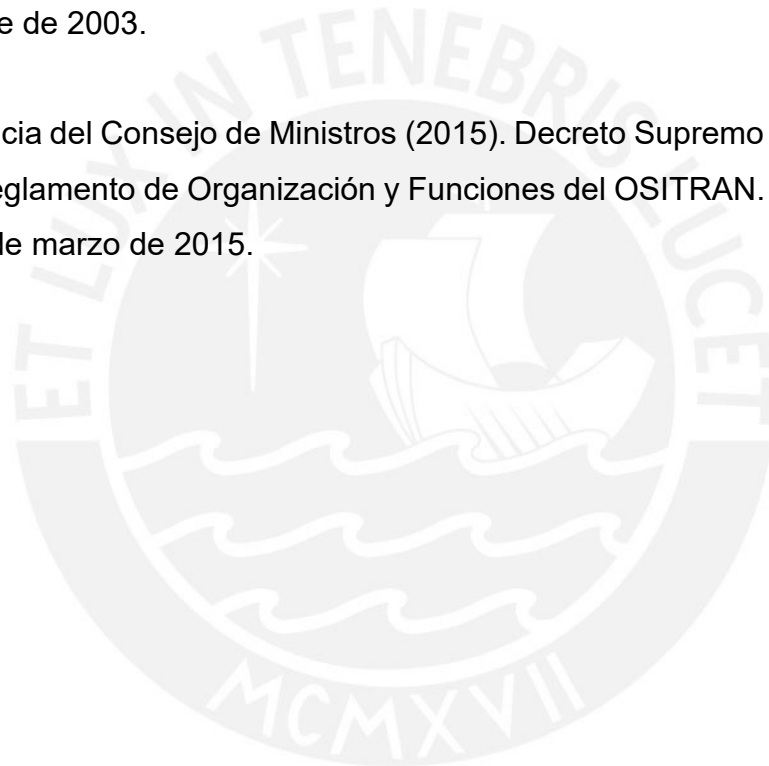 e de 2003.
cia del Consejo de Ministros (2015). Decreto Supremo
eglamento de Organización y Funciones del OSITRAN.
de marzo de 2015.
ET LUX IN TENEBRIS LUCET
MCMXVII